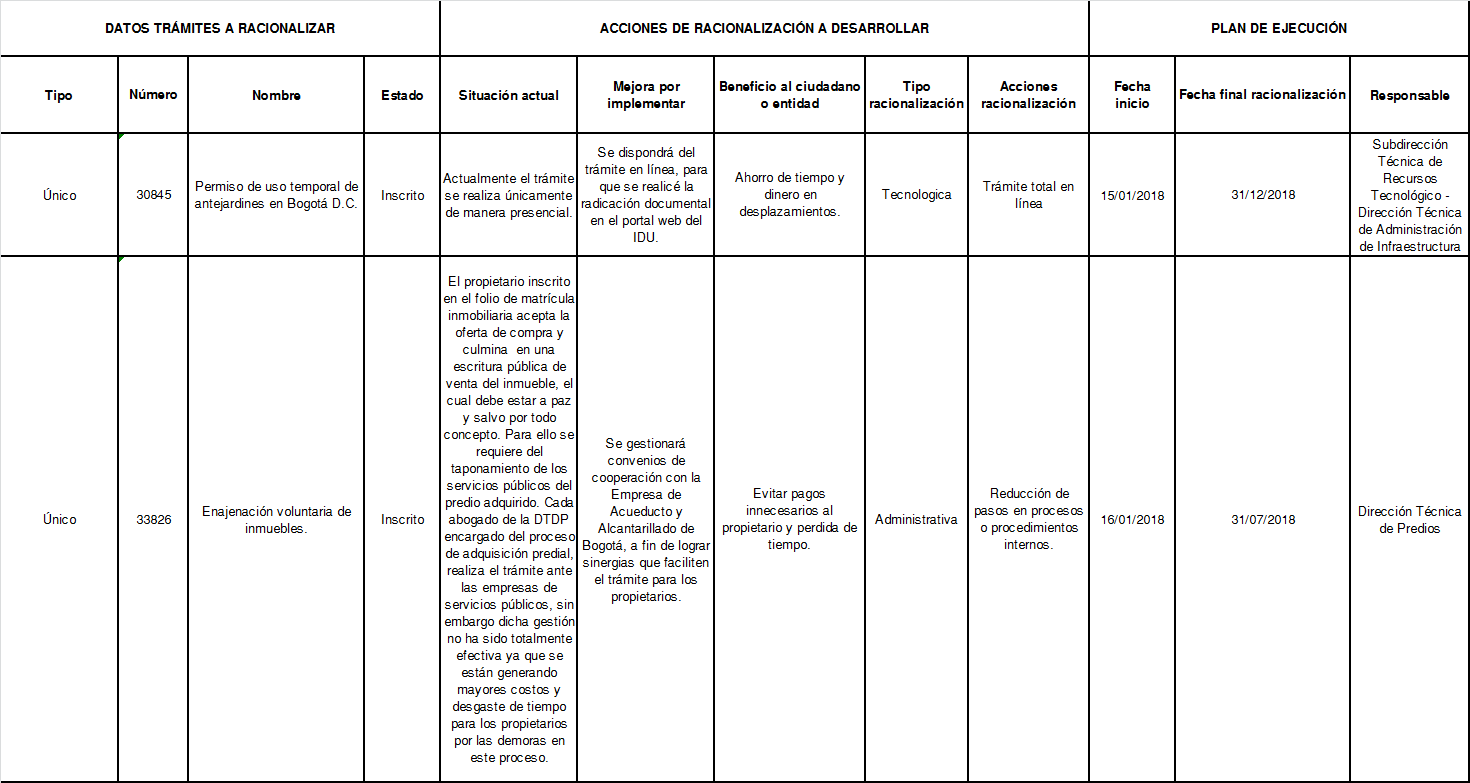 DATOS TRÁMITES A RACIONALIZAR
ACCIONES DE RACIONALIZACIÓN A DESARROLLAR
PLAN DE EJECUCIÓN
Tipo
Número
Nombre
Estado
Situación actual
Mejora por
implementar
Beneficio al ciudadano
o entidad
Tipo
racionalización
Acciones
racionalización
Fecha
inicio
Fecha final racionalización
Responsable
Único
30845
Permiso de uso temporal de
antejardines en Bogotá D.C.
Inscrito
Actualmente el trámite
se realiza únicamente
de manera presencial.
Se dispondrá del
trámite en línea, para
que se realicé la
radicación documental
en el portal web del
IDU.
Ahorro de tiempo y
dinero en
desplazamientos.
Tecnologica
Trámite total en
línea
15/01/2018
31/12/2018
Subdirección
Técnica de
Recursos
Tecnológico -
Dirección Técnica
de Administración
de Infraestructura
Único
33826
Enajenación voluntaria de
inmuebles.
Inscrito
El propietario inscrito
en el folio de matrícula
inmobiliaria acepta la
oferta de compra y
culmina  en una
escritura pública de
venta del inmueble, el
cual debe estar a paz
y salvo por todo
concepto. Para ello se
requiere del
taponamiento de los
servicios públicos del
predio adquirido. Cada
abogado de la DTDP
encargado del proceso
de adquisición predial,
realiza el trámite ante
las empresas de
servicios públicos, sin
embargo dicha gestión
no ha sido totalmente
efectiva ya que se
están generando
mayores costos y
desgaste de tiempo
para los propietarios
por las demoras en
este proceso.
Se gestionará
convenios de
cooperación con la
Empresa de
Acueducto y
Alcantarillado de
Bogotá, a fin de lograr
sinergias que faciliten
el trámite para los
propietarios.
Evitar pagos
innecesarios al
propietario y perdida de
tiempo.
Administrativa
Reducción de
pasos en procesos
o procedimientos
internos.
16/01/2018
31/07/2018
Dirección Técnica
de Predios